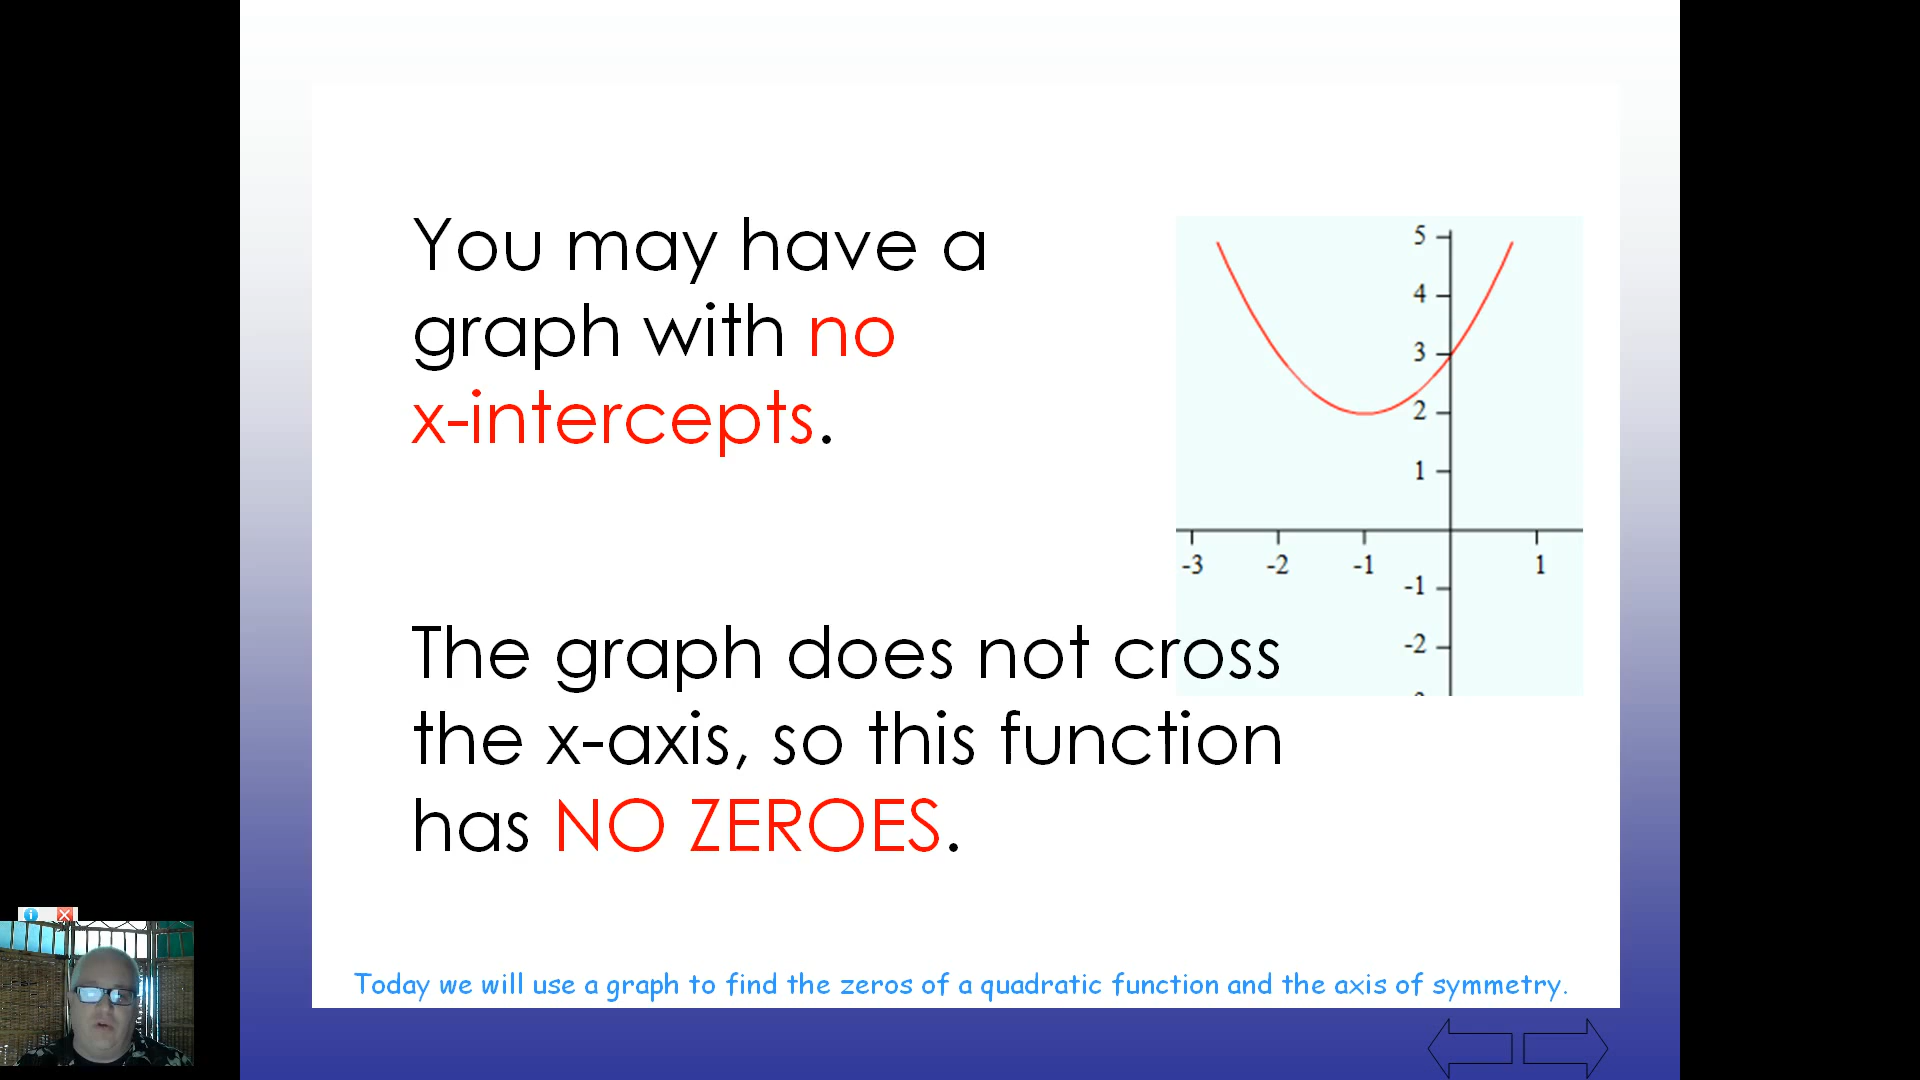 You may have a
graph with no
x-intercepts.
5
4
3
2
1
-3 -2 -1 1
-1
-2
The graph does not cross
the x-axis, so this function
has NO ZEROES.
Today we will use a graph to find the zeros of a quadratic function and the axis of symmetry.